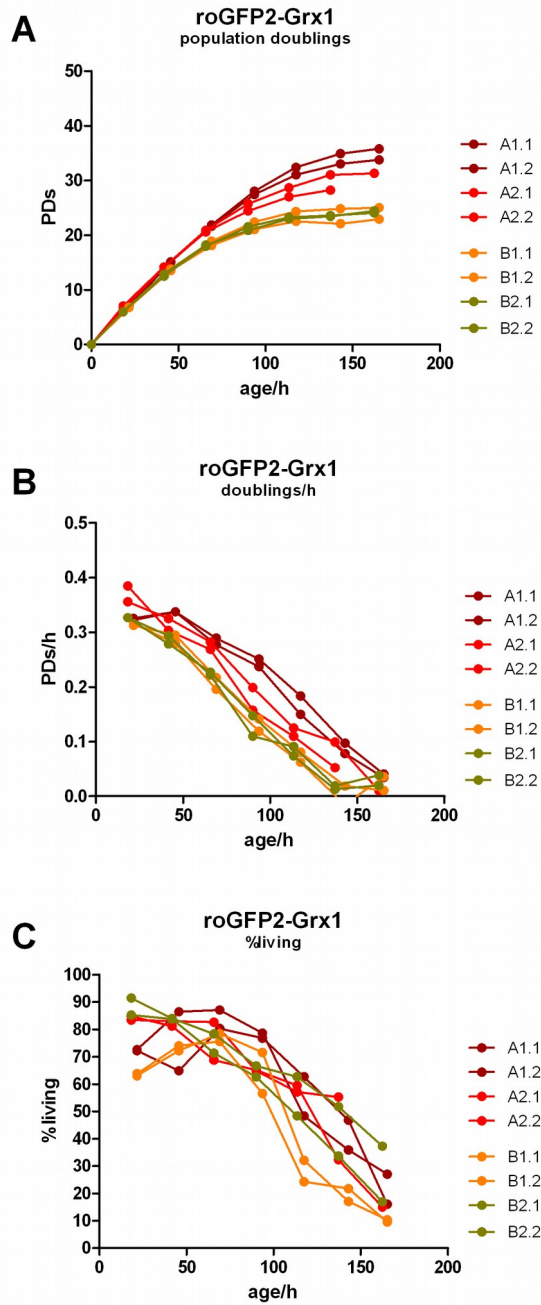 A
roGFP2-Grx1
population doublings
50
40
30
20
10
0
PDs
0 50 100 150 200
age/h
A1.1
A1.2
A2.1
A2.2
B1.1
B1.2
B2.1
B2.2
B
roGFP2-Grx1
doublings/h
0.5
0.4
0.3
0.2
0.1
0.0
PDs/h
0 50 100 150 200
age/h
A1.1
A1.2
A2.1
A2.2
B1.1
B1.2
B2.1
B2.2
C
roGFP2-Grx1
%living
100
90
80
70
60
50
40
30
20
10
0
%living
0 50 100 150 200
age/h
A1.1
A1.2
A2.1
A2.2
B1.1
B1.2
B2.1
B2.2